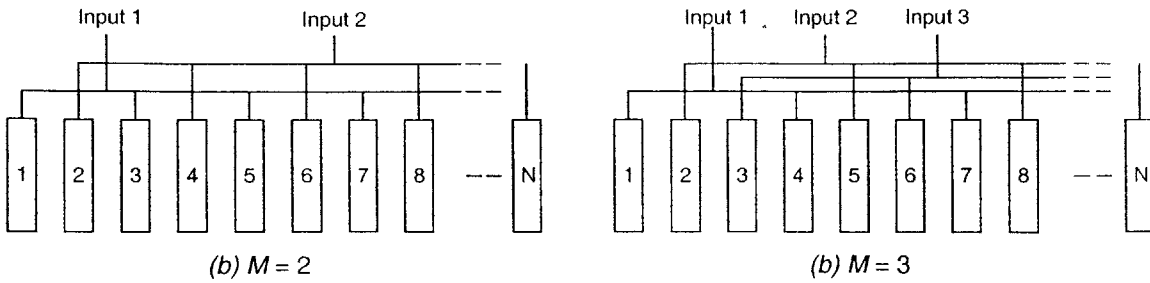 Input 1 Input 2
1 2 3 4 5 6 7 8 N
(b) M = 2
Input 1 Input 2 Input 3
1 2 3 4 5 6 7 8 N
(b) M = 3